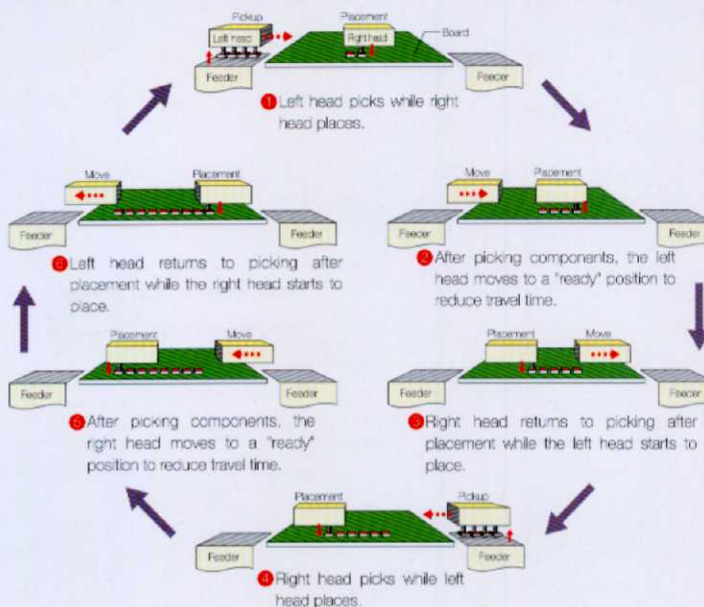 Pickup
Placement
Left head
Right head
Board
Feeder
Feeder
1 Left head picks while right
head places.
Move
Placement
Feeder
Feeder
2 After picking components, the left
head moves to a "ready" position to
reduce travel time.
Placement
Move
Feeder
Feeder
3 Right head returns to picking after
placement while the left head starts to
place.
Placement
Pickup
Feeder
Feeder
4 Right head picks while left
head places.
Placement
Move
Feeder
Feeder
5 After picking components, the
right head moves to a "ready"
position to reduce travel time.
Move
Placement
Feeder
Feeder
6 Left head returns to picking after
placement while the right head starts to
place.